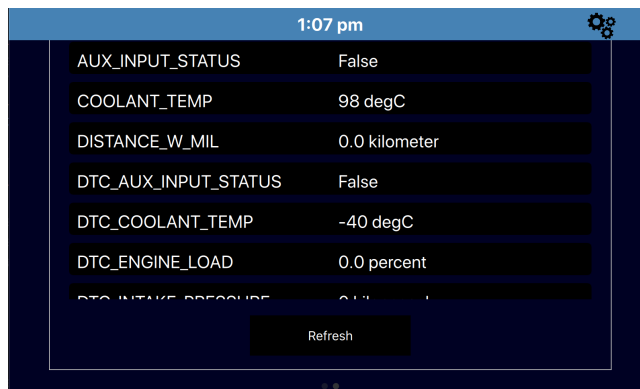 1:07 pm
AUX_INPUT_STATUS False
COOLANT_TEMP 98 degC
DISTANCE_W_MIL 0.0 kilometer
DTC_AUX_INPUT_STATUS False
DTC_COOLANT_TEMP -40 degC
DTC_ENGINE_LOAD 0.0 percent
DTC_INTAKE_PRESSURE
Refresh